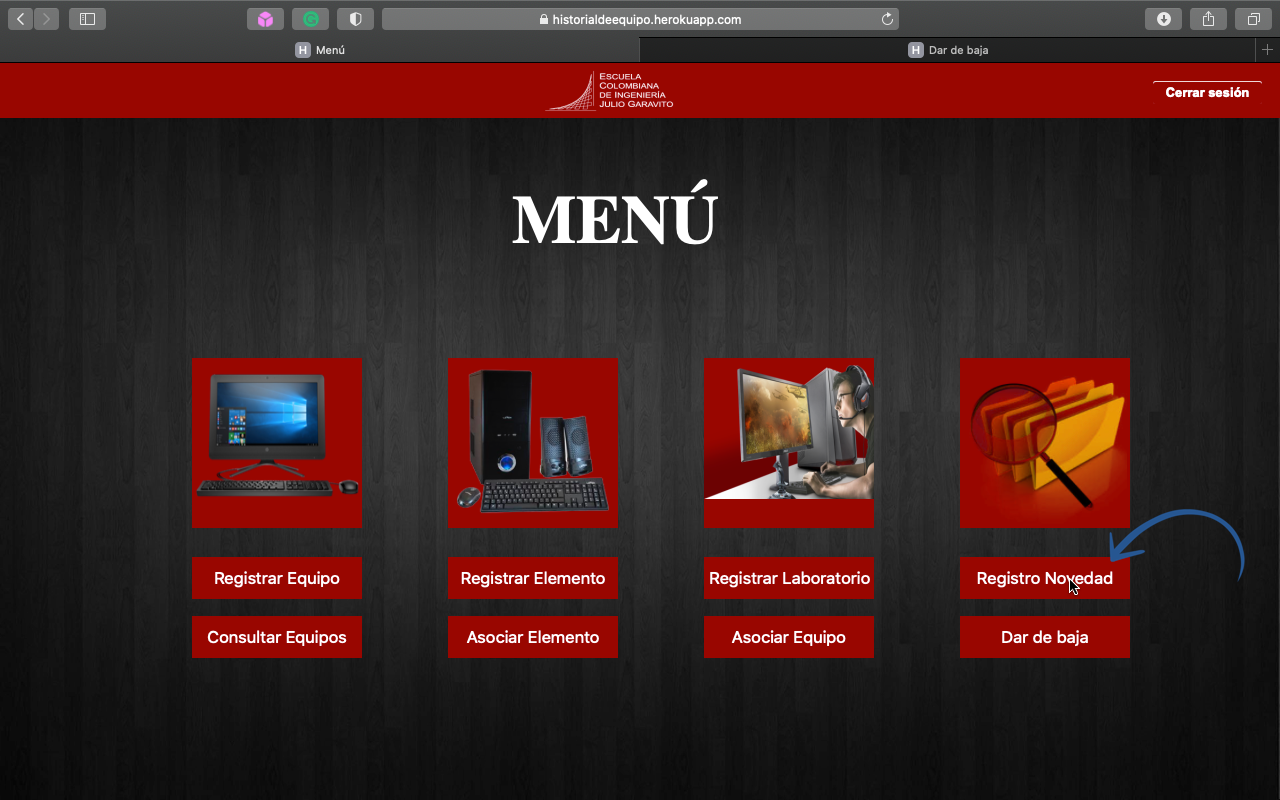 historialdeequipo.herokuapp.com
H Menú
H Dar de baja
ESCUELA
COLOMBIANA
DE INGENIERÍA
JULIO GARAVITO
Cerrar sesión
MENÚ
Registrar Equipo
Registrar Elemento
Registrar Laboratorio
Registro Novedad
Consultar Equipos
Asociar Elemento
Asociar Equipo
Dar de baja